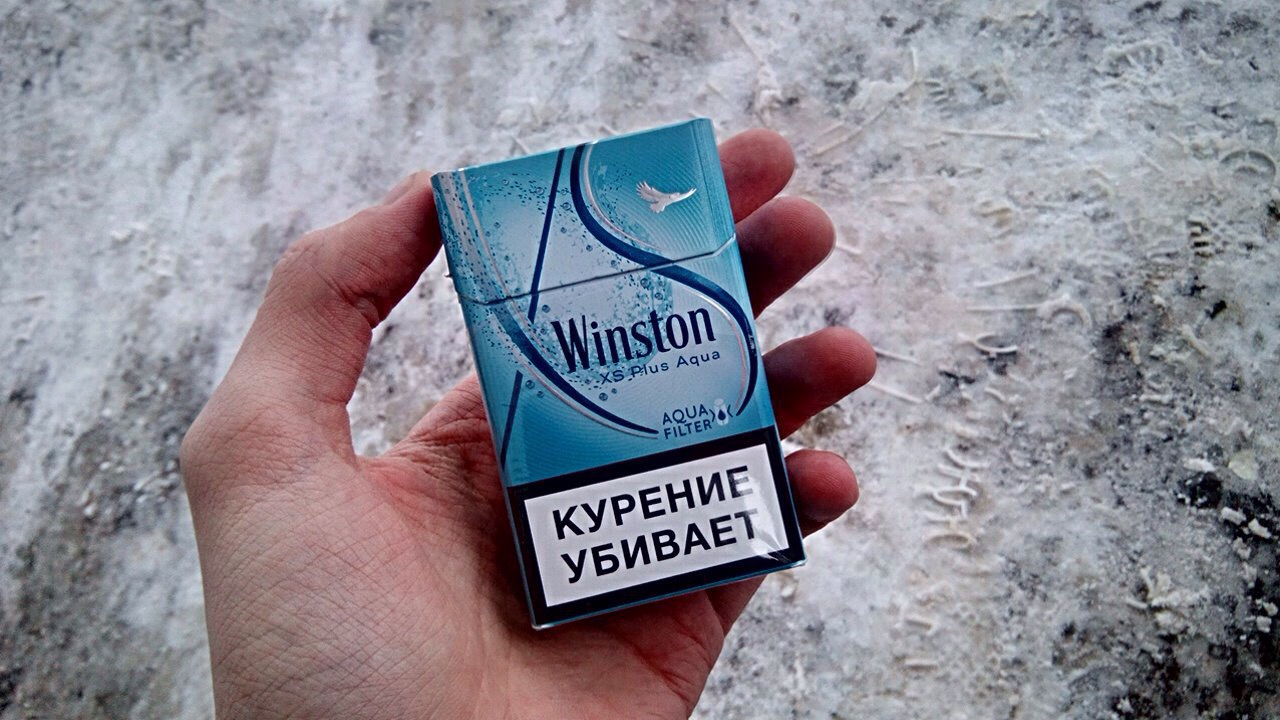 Winston
XS Plus Aqua
AQUA
FILTER
КУРЕНИЕ
УБИВАЕТ